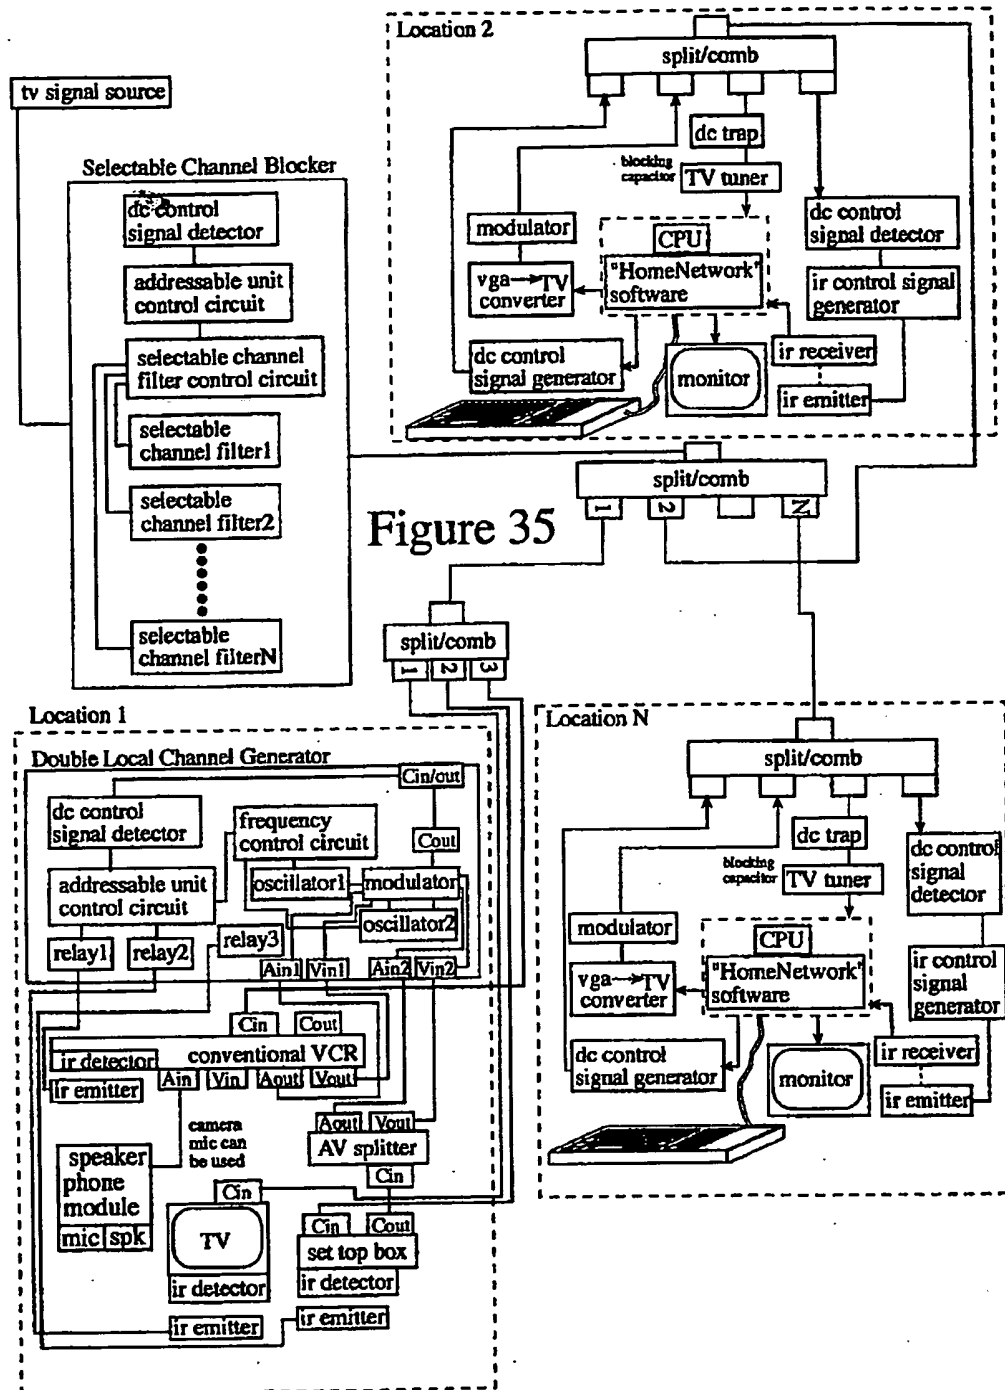 Location 2
split/comb
tv signal source
dc trap
blocking
capacitor
TV tuner
Selectable Channel Blocker
dc control
signal detector
modulator
CPU
dc control
signal detector
addressable unit
control circuit
vga→TV
converter
"HomeNetwork"
software
ir control signal
generator
selectable channel
filter control circuit
dc control
signal generator
monitor
ir receiver
ir emitter
selectable
channel filter1
split/comb
1
2
N
selectable
channel filter2
Figure 35
selectable
channel filterN
split/comb
1
2
3
Location 1
Double Local Channel Generator
Cin/out
dc control
signal detector
frequency
control circuit
Cout
addressable unit
control circuit
oscillator1
modulator
oscillator2
relay1
relay2
relay3
Ain1
Vin1
Ain2
Vin2
Cin
Cout
ir detector
conventional VCR
Ain
Vin
Aout
Vout
ir emitter
Aout
Vout
AV splitter
Cin
camera
mic can
be used
speaker
phone
module
mic
spk
Cin
TV
ir detector
Cin
Cout
set top box
ir detector
ir emitter
ir emitter
Location N
split/comb
dc trap
blocking
capacitor
TV tuner
dc control
signal
detector
modulator
CPU
vga→TV
converter
"HomeNetwork"
software
ir control
signal
generator
dc control
signal generator
monitor
ir receiver
ir emitter